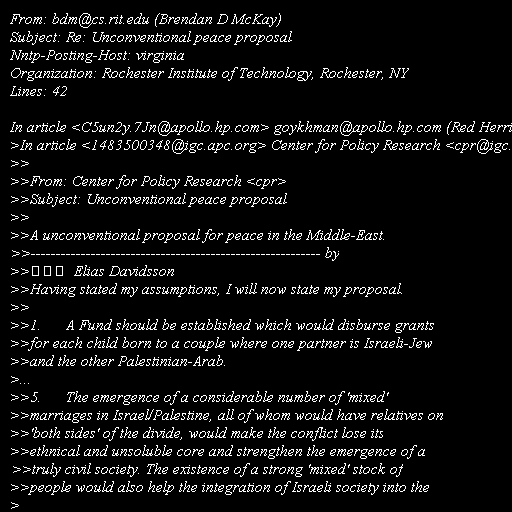 From: bdm@cs.rit.edu (Brendan D McKay)
Subject: Re: Unconventional peace proposal
Nntp-Posting-Host: virginia
Organization: Rochester Institute of Technology, Rochester, NY
Lines: 42

In article <C5un2y.7Jn@apollo.hp.com> goykhman@apollo.hp.com (Red Herri
>In article <1483500348@igc.apc.org> Center for Policy Research <cpr@igc.
>>
>>From: Center for Policy Research <cpr>
>>Subject: Unconventional peace proposal
>>
>>A unconventional proposal for peace in the Middle-East.
>>---------------------------------------------------------- by
>> Elias Davidsson
>>Having stated my assumptions, I will now state my proposal.
>>
>>1. A Fund should be established which would disburse grants
>>for each child born to a couple where one partner is Israeli-Jew
>>and the other Palestinian-Arab.
>...
>>5. The emergence of a considerable number of 'mixed'
>>marriages in Israel/Palestine, all of whom would have relatives on
>>'both sides' of the divide, would make the conflict lose its
>>ethnical and unsoluble core and strengthen the emergence of a
>>truly civil society. The existence of a strong 'mixed' stock of
>>people would also help the integration of Israeli society into the
>